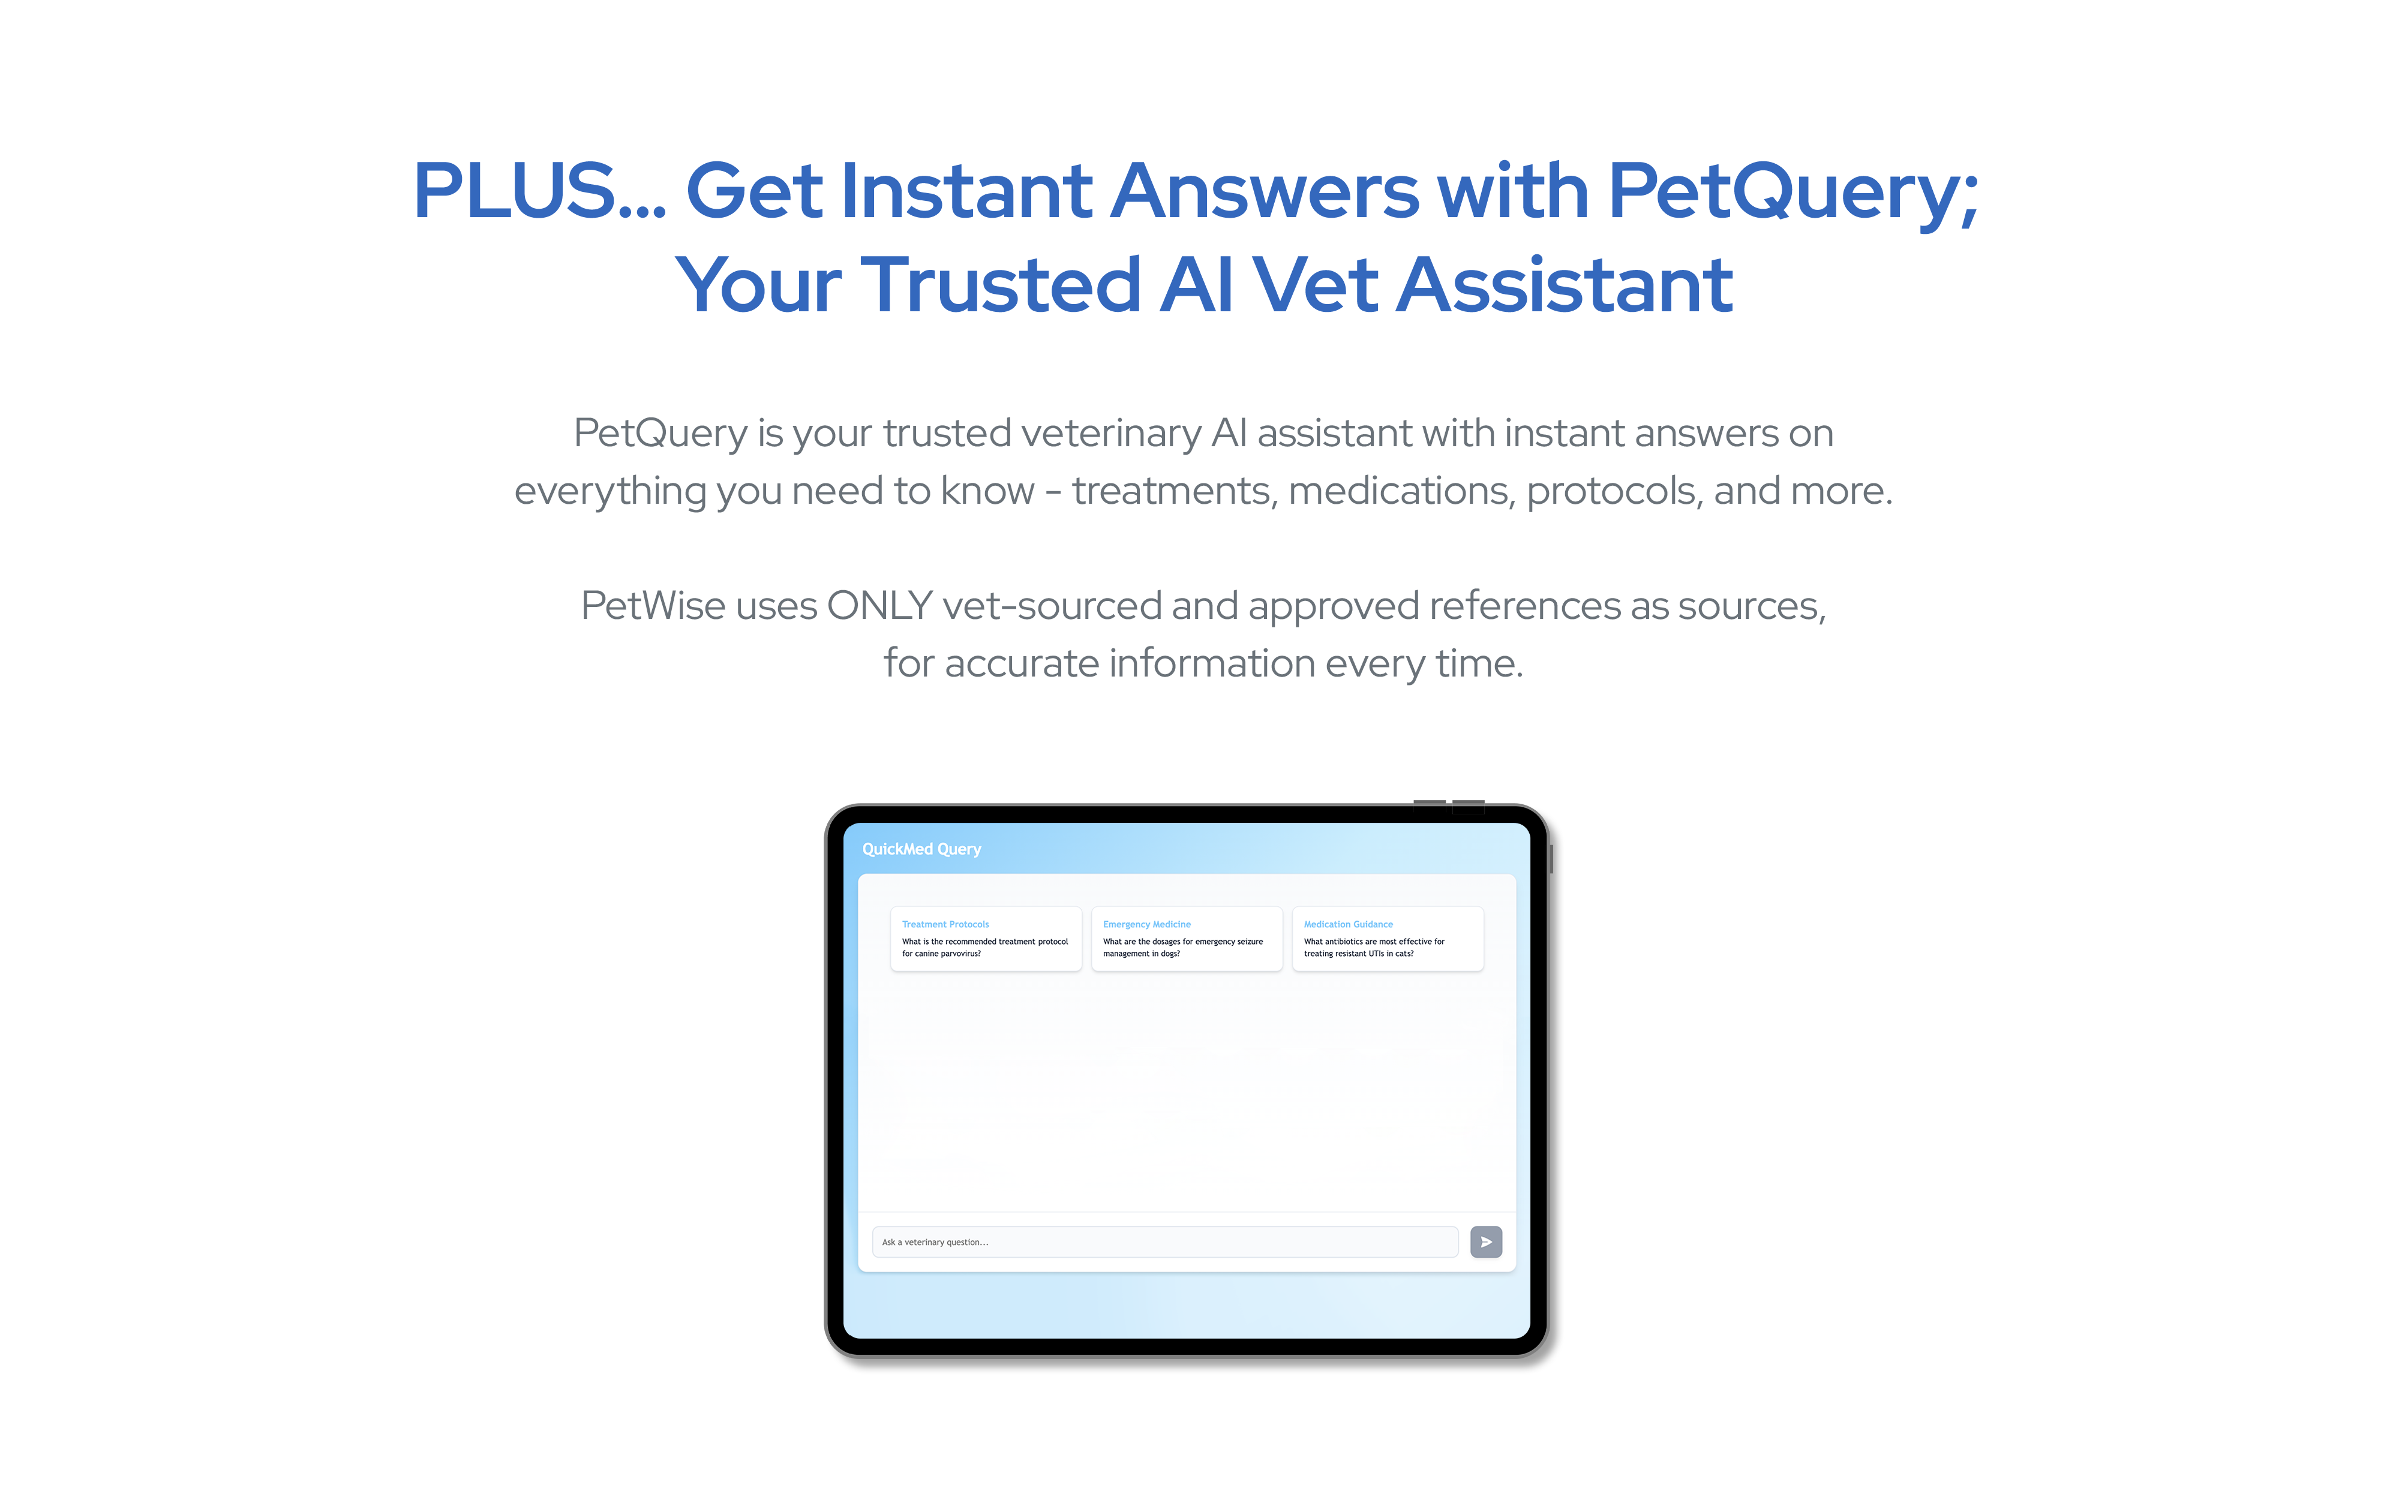 PLUS... Get Instant Answers with PetQuery;
Your Trusted AI Vet Assistant
PetQuery is your trusted veterinary AI assistant with instant answers on
everything you need to know - treatments, medications, protocols, and more.
PetWise uses ONLY vet-sourced and approved references as sources,
for accurate information every time.
QuickMed Query
Treatment Protocols
What is the recommended treatment protocol
for canine parvovirus?
Emergency Medicine
What are the dosages for emergency seizure
management in dogs?
Medication Guidance
What antibiotics are most effective for
treating resistant UTIs in cats?
Ask a veterinary question...